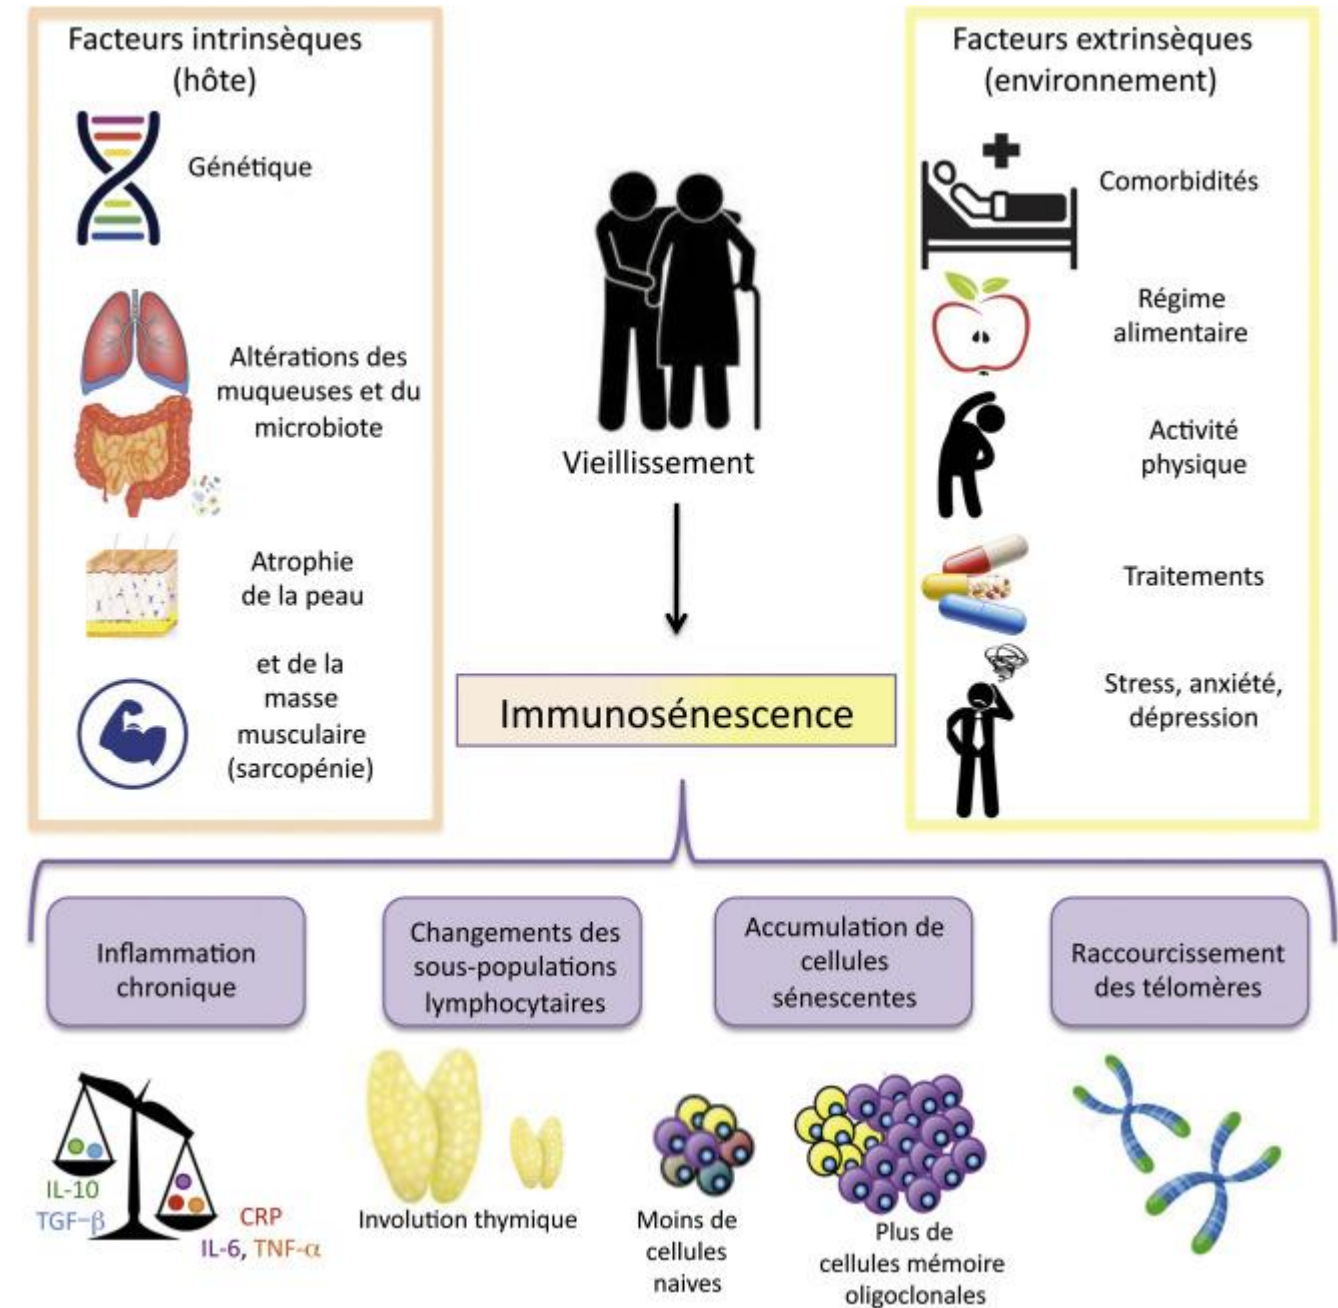 Facteurs intrinsèques
(hôte)
Génétique
Altérations des
muqueuses et du
microbiote
Atrophie
de la peau
et de la
masse
musculaire
(sarcopénie)
Vieillissement
Immunosénescence
Facteurs extrinsèques
(environnement)
Comorbidités
Régime
alimentaire
Activité
physique
Traitements
Stress, anxiété,
dépression
Inflammation
chronique
Changements des
sous-populations
lymphocytaires
Accumulation de
cellules
sénescentes
Raccourcissement
des télomères
IL-10
TGF-β
CRP
IL-6, TNF-α
Involution thymique
Moins de
cellules
naives
Plus de
cellules mémoire
oligoclonales